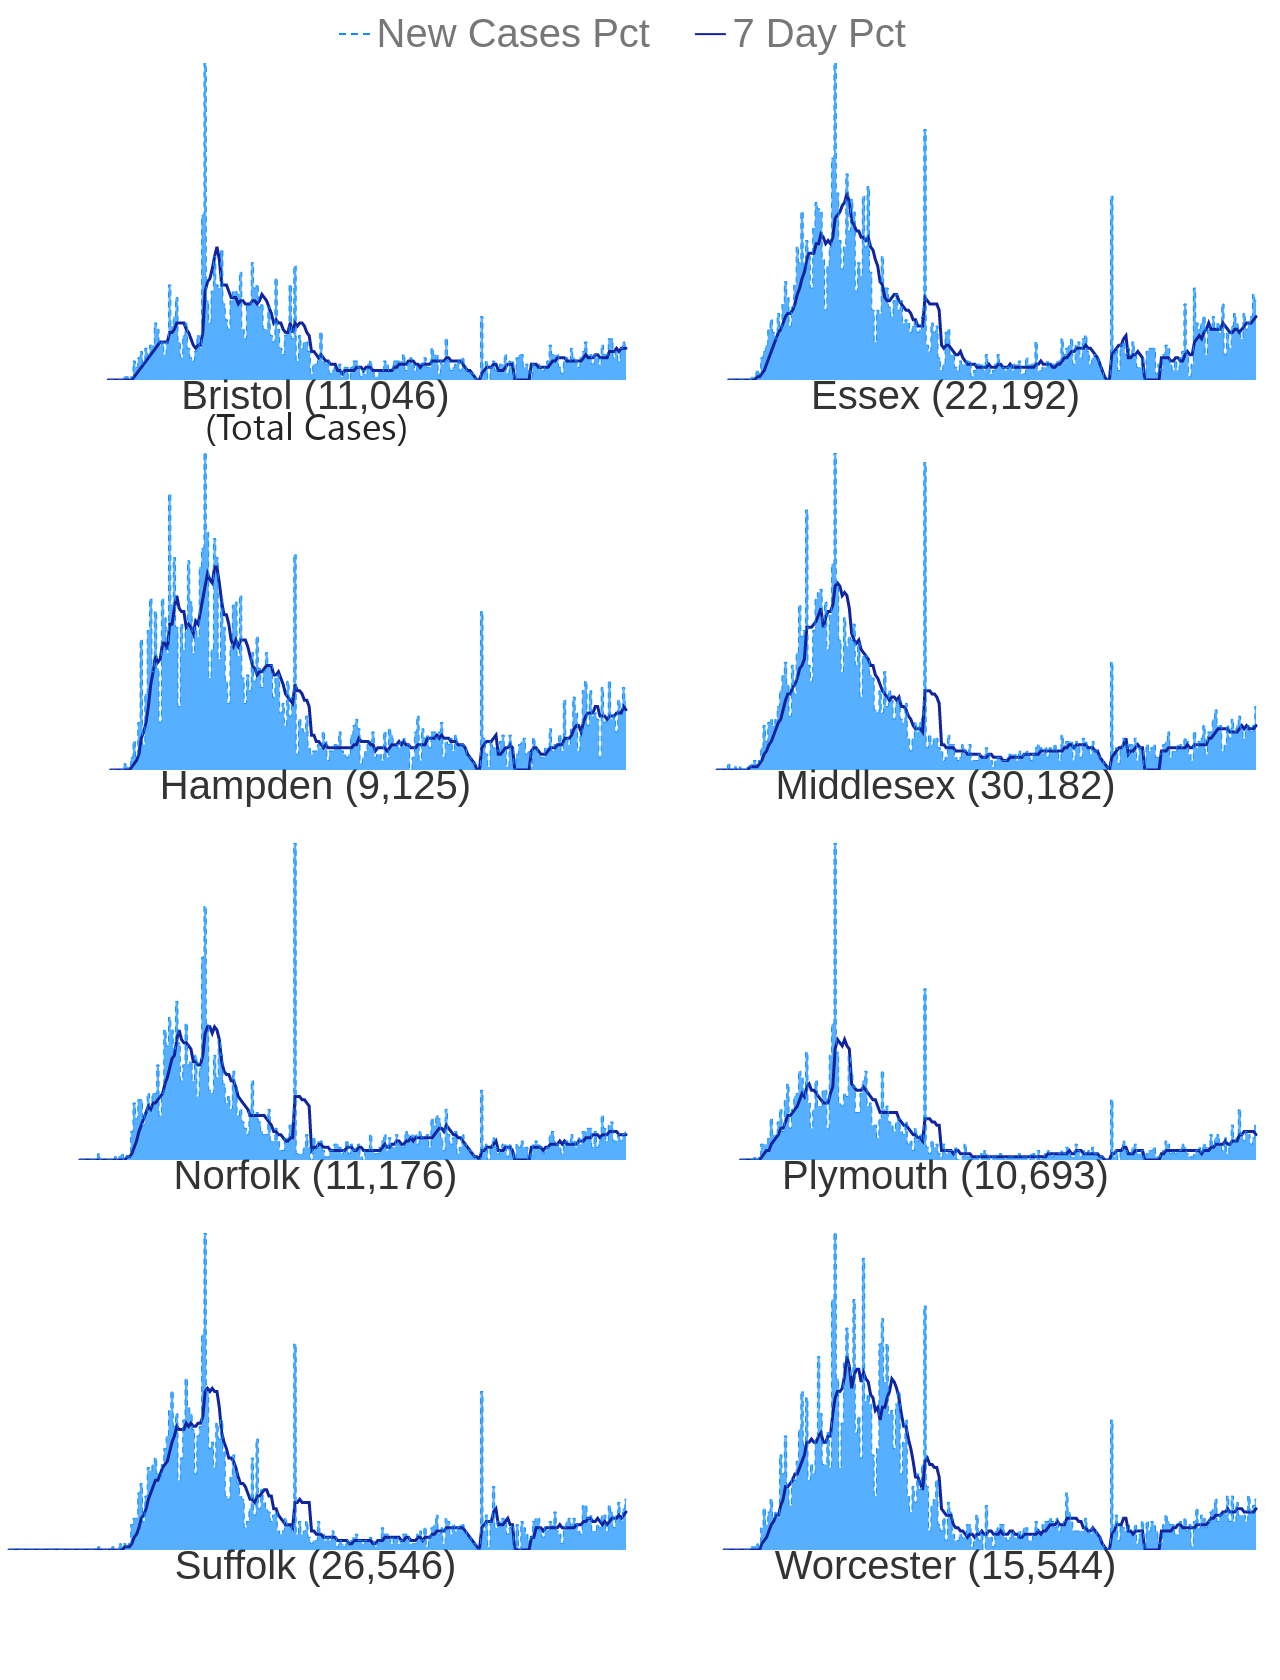 New Cases Pct 7 Day Pct
Bristol (11,046) Essex (22,192)
(Total Cases)
Hampden (9,125) Middlesex (30,182)
Norfolk (11,176) Plymouth (10,693)
Suffolk (26,546) Worcester (15,544)